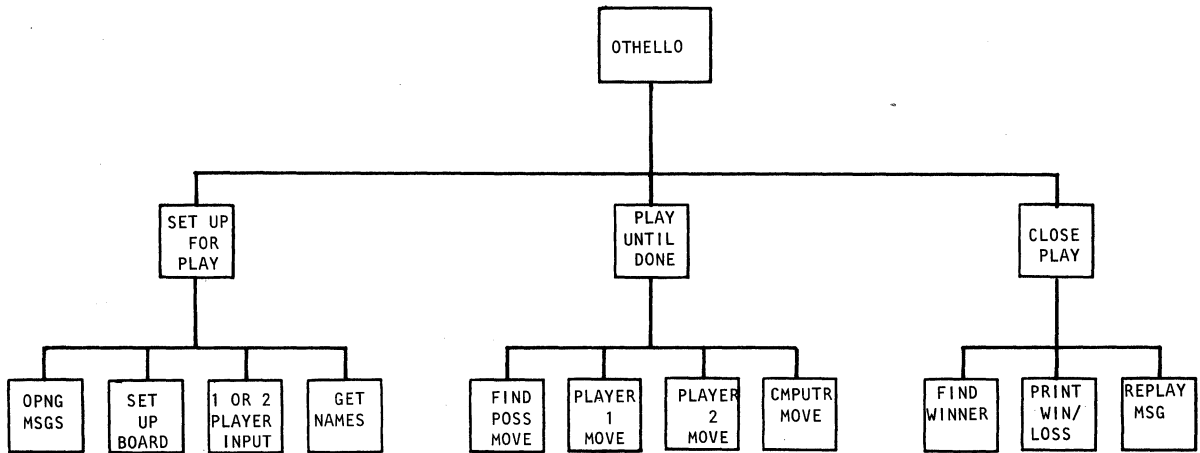 OTHELLO
SET UP
FOR
PLAY
PLAY
UNTIL
DONE
CLOSE
PLAY
OPNG
MSGS
SET
UP
BOARD
1 OR 2
PLAYER
INPUT
GET
NAMES
FIND
POSS
MOVE
PLAYER
1
MOVE
PLAYER
2
MOVE
CMPUTR
MOVE
FIND
WINNER
PRINT
WIN/
LOSS
REPLAY
MSG